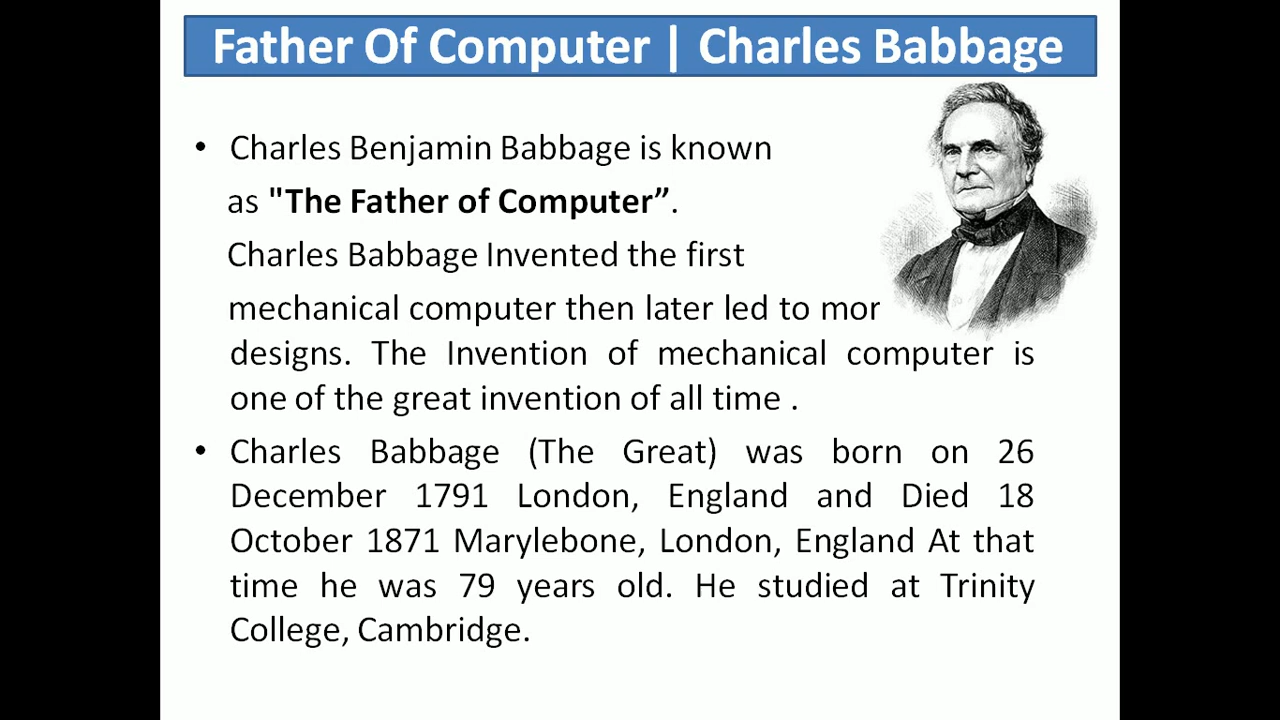 Father Of Computer | Charles Babbage
• Charles Benjamin Babbage is known
as "The Father of Computer”.
Charles Babbage Invented the first
mechanical computer then later led to mor
designs. The Invention of mechanical computer is
one of the great invention of all time .
• Charles Babbage (The Great) was born on 26
December 1791 London, England and Died 18
October 1871 Marylebone, London, England At that
time he was 79 years old. He studied at Trinity
College, Cambridge.